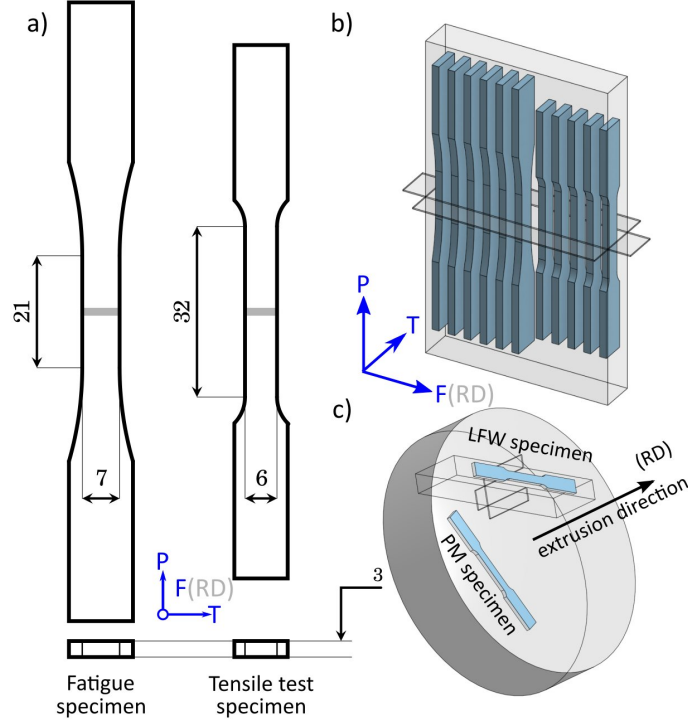 a)
21
7
32
6
P
F(RD)
T
3
Fatigue
specimen
Tensile test
specimen
b)
P
T
F(RD)
c)
LFW specimen
PM specimen
(RD)
extrusion direction